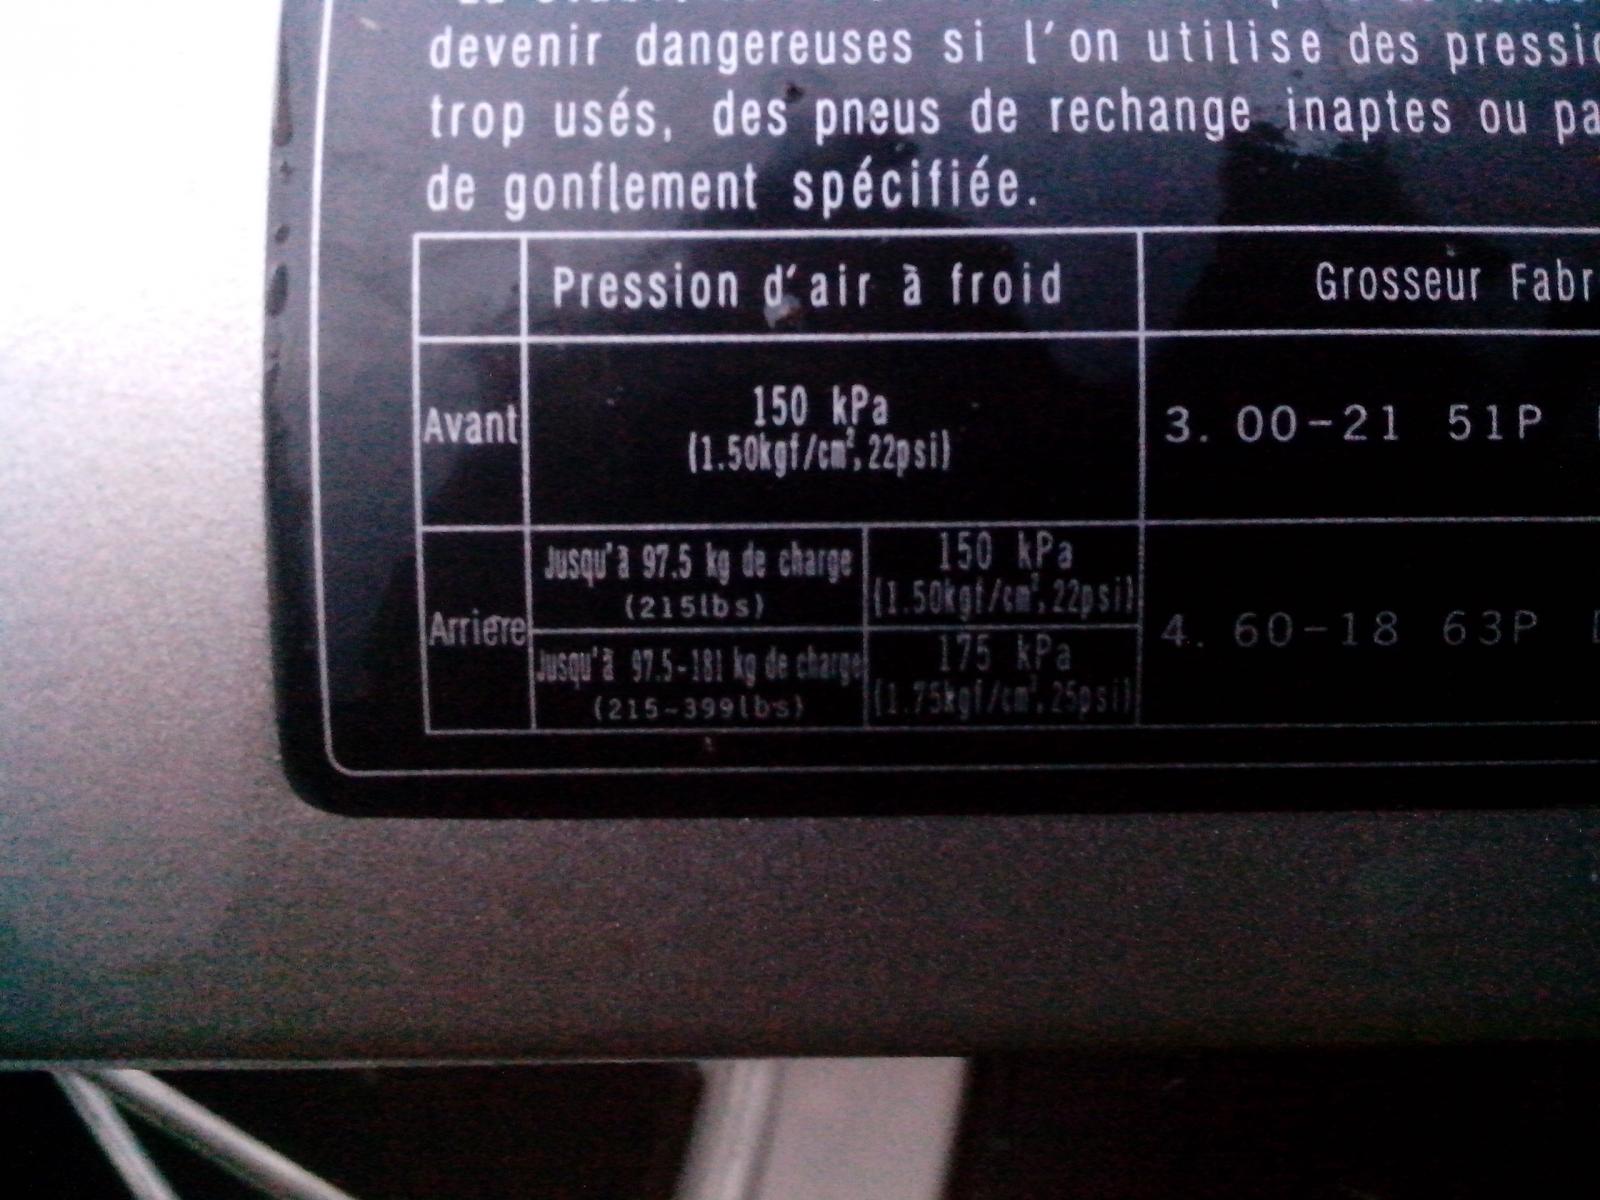 devenir dangereuses si l'on utilise des pressio
trop usés, des pneus de rechange inaptes ou pa
de gonflement spécifiée.
Pression d'air à froid
Grosseur Fabr
Avant
150 kPa
(1.50kgf/cm², 22psi)
3. 00-21 51P
Arrière
Jusqu'à 97.5 kg de charge
(215lbs)
150 kPa
(1.50kgf/cm², 22psi)
Jusqu'à 97.5-181 kg de charge
(215-399lbs)
175 kPa
(1.75kgf/cm², 25psi)
4. 60-18 63P